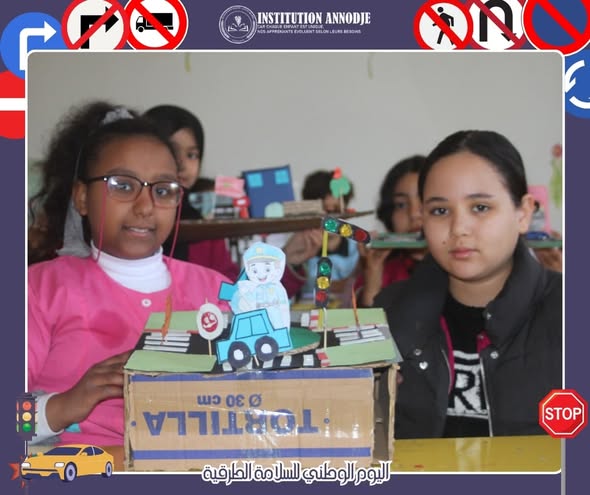 INSTITUTION ANNODJE
CAR CHAQUE ENFANT EST UNIQUE,
NOS APPRENANTS ÉVOLUENT SELON LEURS BESOINS
TORTILLA
Ø 30 cm
STOP
اليوم الوطني للسلامة الطرقية